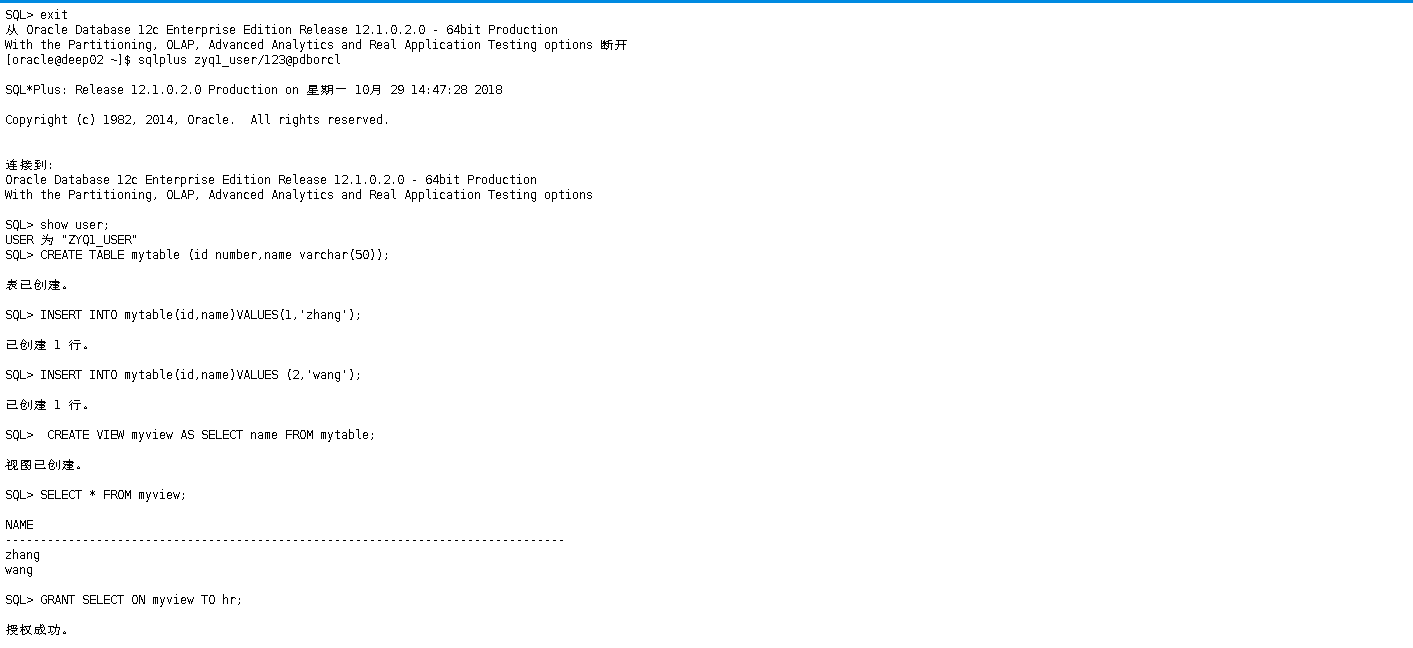 SQL> exit
从 Oracle Database 12c Enterprise Edition Release 12.1.0.2.0 - 64bit Production
With the Partitioning, OLAP, Advanced Analytics and Real Application Testing options 断开
[oracle@deep02 ~]$ sqlplus zyq1_user/123@pdborcl
SQL*Plus: Release 12.1.0.2.0 Production on 星期一 10月 29 14:47:28 2018
Copyright (c) 1982, 2014, Oracle.  All rights reserved.
连接到:
Oracle Database 12c Enterprise Edition Release 12.1.0.2.0 - 64bit Production
With the Partitioning, OLAP, Advanced Analytics and Real Application Testing options
SQL> show user;
USER 为 "ZYQ1_USER"
SQL> CREATE TABLE mytable (id number,name varchar(50));
表已创建。
SQL> INSERT INTO mytable(id,name)VALUES(1,'zhang');
已创建 1 行。
SQL> INSERT INTO mytable(id,name)VALUES (2,'wang');
已创建 1 行。
SQL>  CREATE VIEW myview AS SELECT name FROM mytable;
视图已创建。
SQL> SELECT * FROM myview;
NAME
--------------------------------------------------------------------------------
zhang
wang
SQL> GRANT SELECT ON myview TO hr;
授权成功。